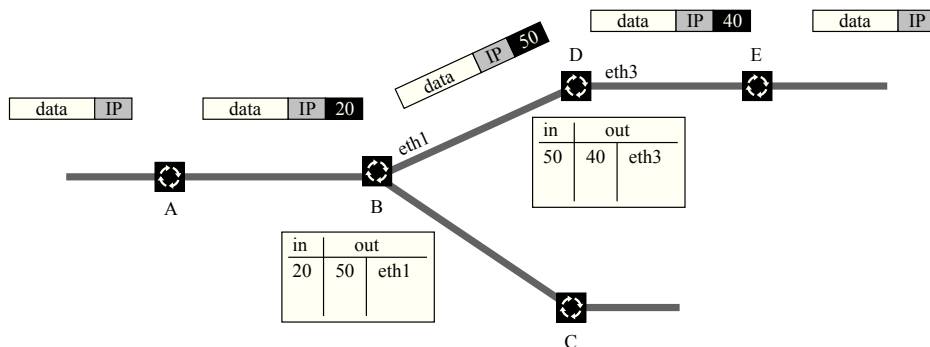 data IP 40
data IP
data IP 50
D
eth3
E
data IP
data IP 20
eth1
in out
50 40 eth3
A
B
in out
20 50 eth1
C